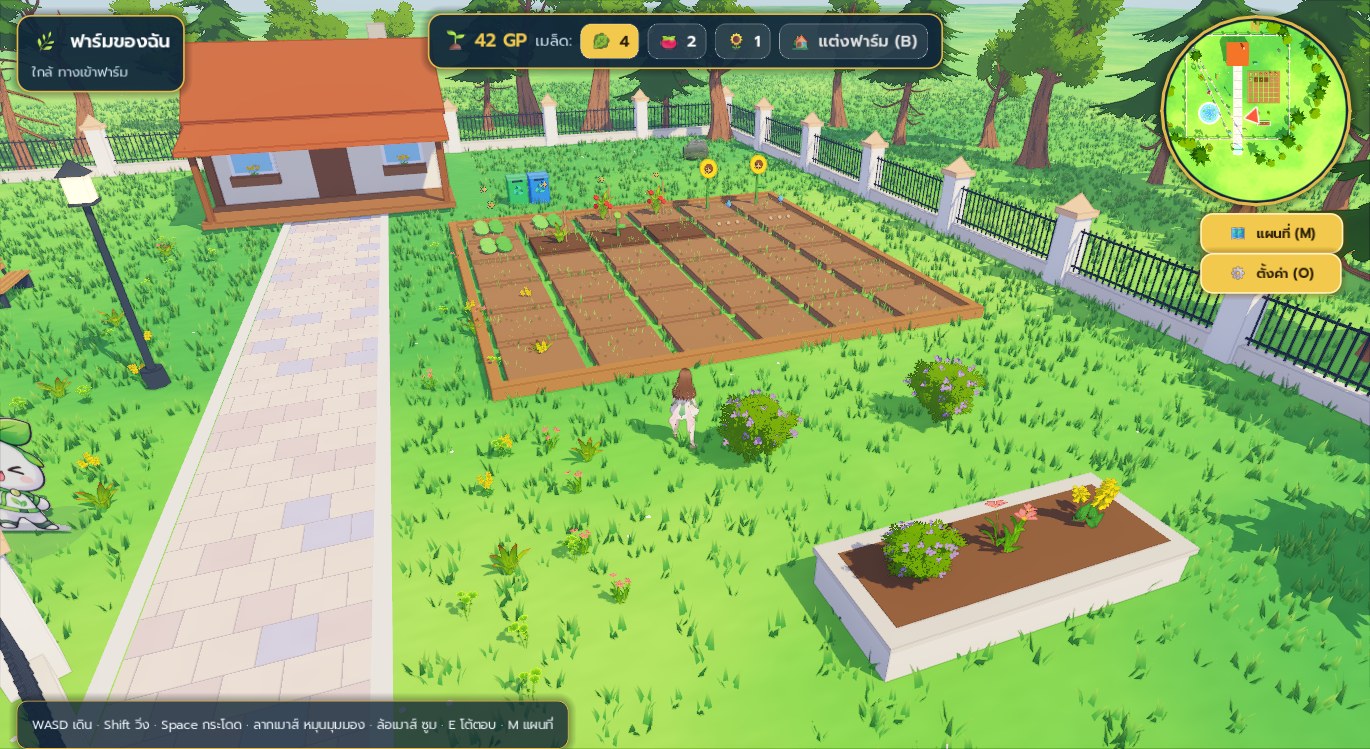 ฟาร์มของฉัน
ใกล้ ทางเข้าฟาร์ม
42 GP เมล็ด: 4 2 1 แต่งฟาร์ม (B)
แผนที่ (M)
ตั้งค่า (O)
WASD เดิน · Shift วิ่ง · Space กระโดด · ลากเมาส์ หมุนมุมมอง · ล้อเมาส์ ซูม · E โต้ตอบ · M แผนที่